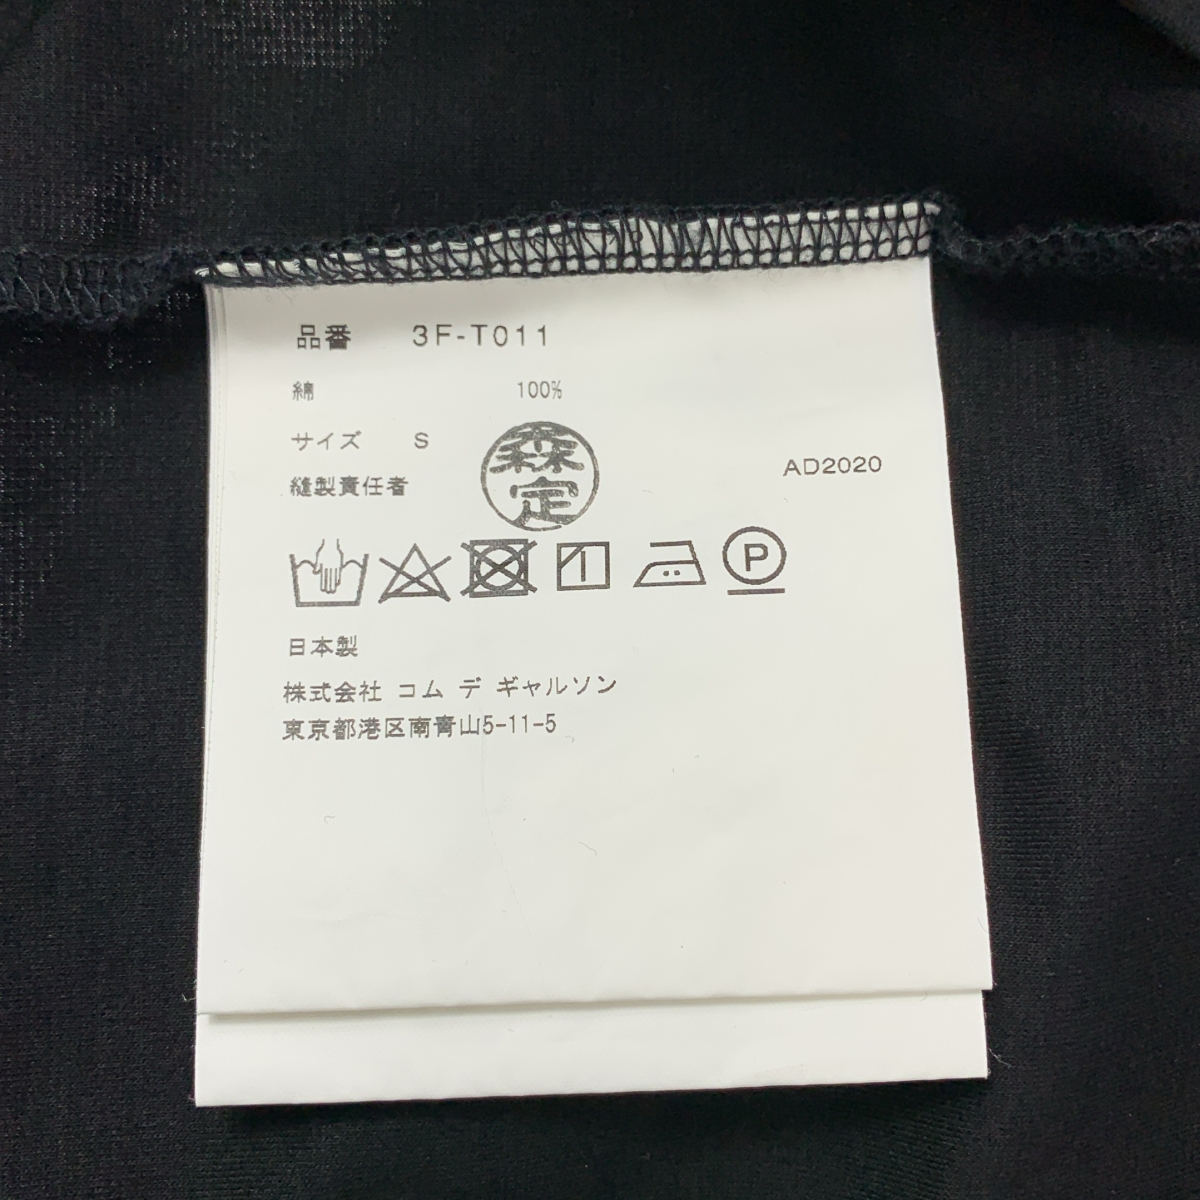 品番 3F-T011
綿 100%
サイズ S
縫製責任者 森定
AD2020
P
日本製
株式会社 コム デ ギャルソン
東京都港区南青山5-11-5